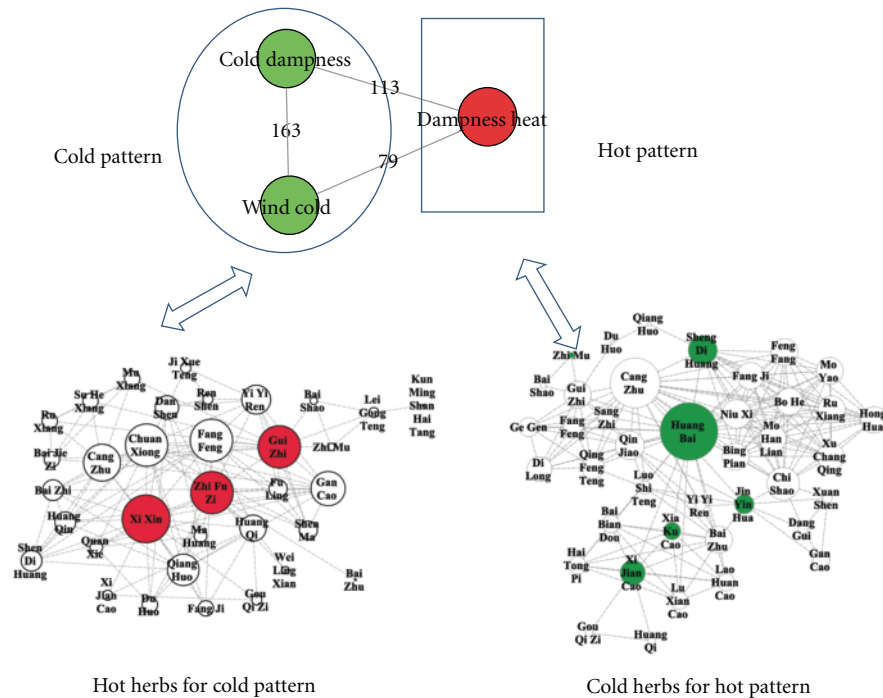 Cold dampness
113
Dampness heat
163
Cold pattern
Hot pattern
79
Wind cold
Ji Xue
Teng
Mu
Xiang
Su He
Xiang
Ren
Shen
Dan
Shen
Yi Yi
Ren
Bai
Shao
Kun
Ming
Shan
Hai
Tang
Lei
Gong
Teng
Ru
Xiang
Chuan
Xiong
Fang
Feng
Gui
Zhi
Zhi Mu
Bai Jie
Zi
Cang
Zhu
Zhi Fu
Zi
Fu
Ling
Gan
Cao
Bai Zhi
Xi Xin
Huang
Qin
Ma
Huang
Huang
Qi
Shen
Ma
Quan
Xie
Shen
Di
Huang
Qiang
Huo
Wei
Ling
Xian
Bai
Zhu
Xi
Jian
Cao
Du
Huo
Fang Ji
Gou
Qi Zi
Hot herbs for cold pattern
Qiang
Huo
Du
Huo
Sheng
Di
Huang
Feng
Fang
Zhi Mu
Mo
Yao
Bai
Shao
Gui
Zhi
Cang
Zhu
Fang Ji
Bo He
Ru
Xiang
Hong
Hua
Sang
Zhi
Niu Xi
Ge Gen
Fang
Feng
Huang
Bai
Mo
Han
Lian
Xu
Chang
Qing
Qin
Jiao
Bing
Pian
Di
Long
Qing
Feng
Teng
Luo
Shi
Teng
Chi
Shao
Yi Yi
Ren
Jin
Yin
Hua
Xuan
Shen
Bai
Bian
Dou
Xia
Ku
Cao
Bai
Zhu
Dang
Gui
Gan
Cao
Hai
Tong
Pi
Xi
Jian
Cao
Lao
Huan
Cao
Lu
Xian
Cao
Gou
Qi Zi
Huang
Qi
Cold herbs for hot pattern